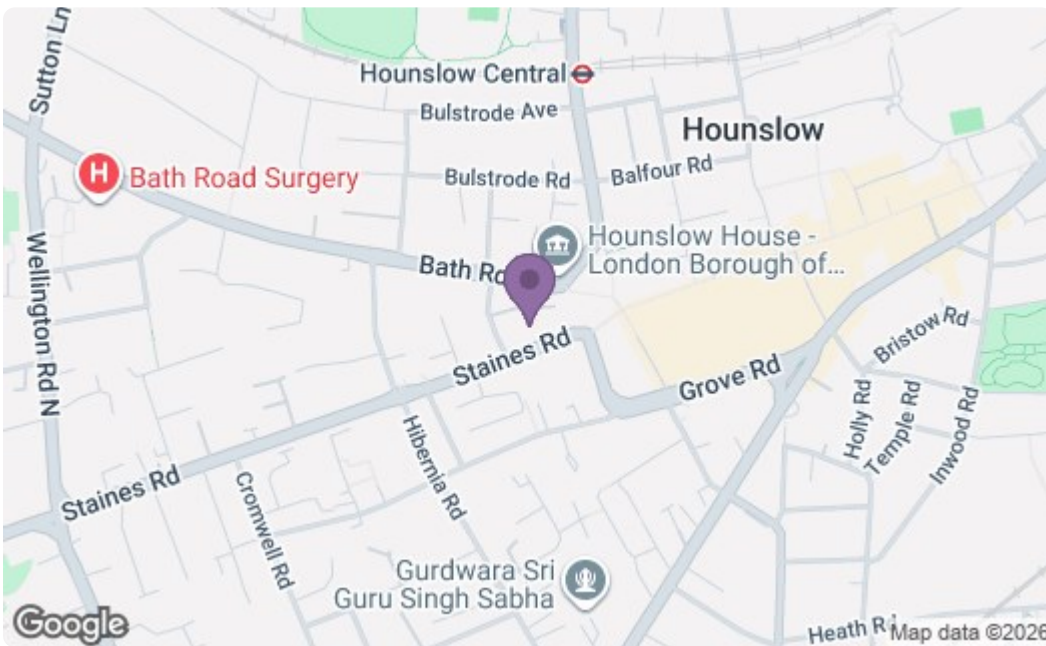 Sutton Ln
Hounslow Central
Bulstrode Ave
Hounslow
Bath Road Surgery
Bulstrode Rd
Balfour Rd
Hounslow House -
London Borough of...
Bath Ro
Wellington Rd N
Staines Rd
Grove Rd
Bristow Rd
Holly Rd
Temple Rd
Inwood Rd
Hibernia Rd
Staines Rd
Cromwell Rd
Gurdwara Sri
Guru Singh Sabha
Heath R
Google
Map data ©2026